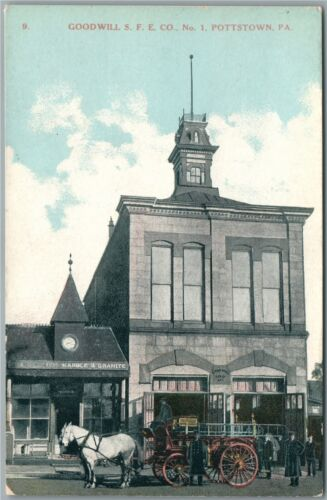 9. GOODWILL S. F. E. CO., No. 1, POTTSTOWN, PA.
MARBLE & GRANITE